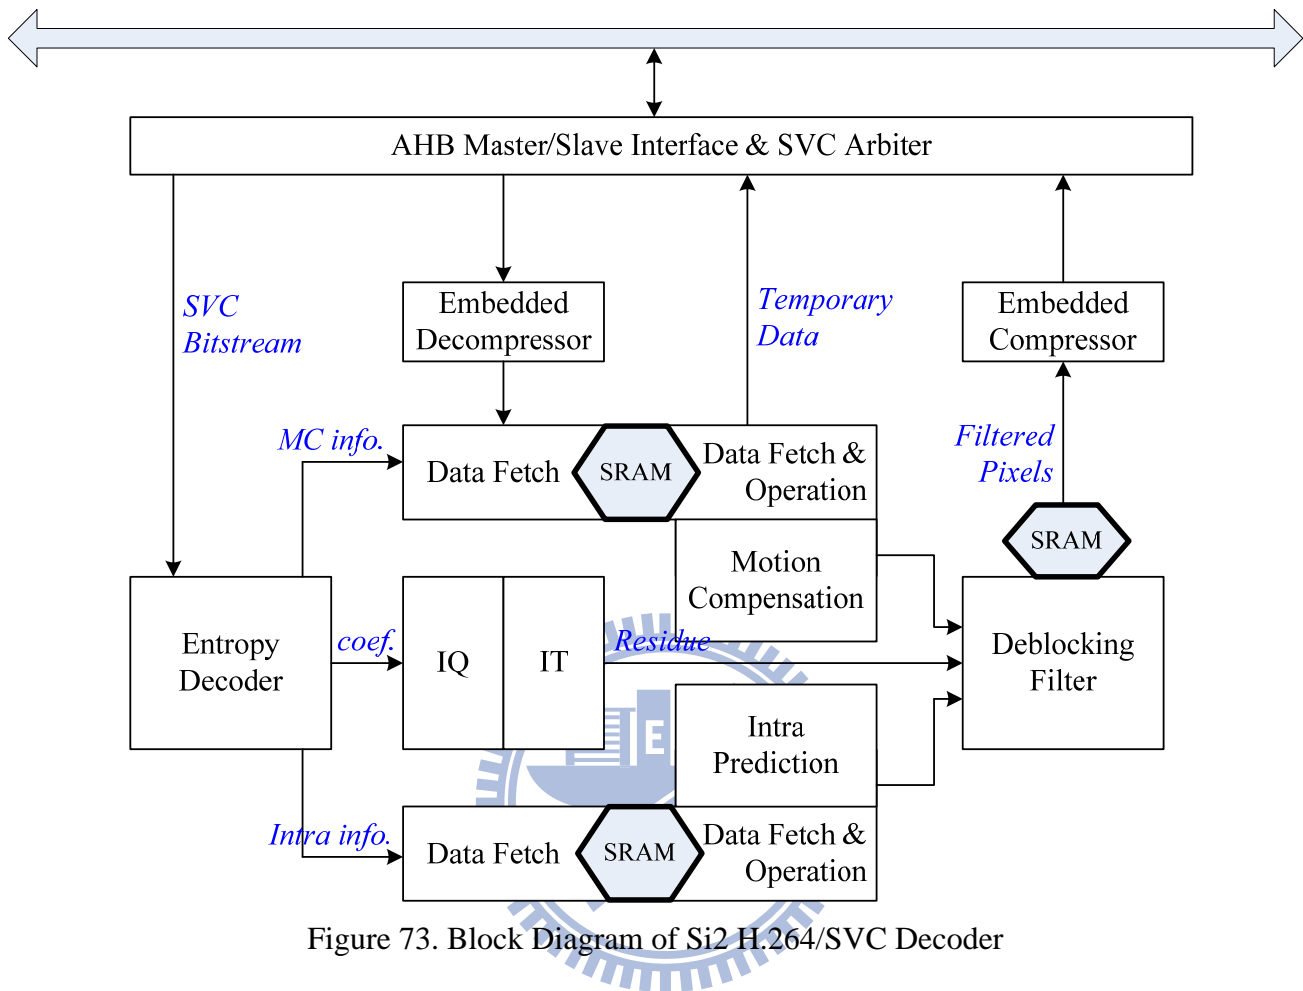 AHB Master/Slave Interface & SVC Arbiter
SVC
Bitstream
Embedded
Decompressor
Temporary
Data
Embedded
Compressor
MC info.
Data Fetch
SRAM
Data Fetch &
Operation
Filtered
Pixels
SRAM
Motion
Compensation
Entropy
Decoder
coef.
IQ
IT
Residue
Deblocking
Filter
E
Intra
Prediction
Intra info.
Data Fetch
SRAM
Data Fetch &
Operation
Figure 73. Block Diagram of Si2 H.264/SVC Decoder